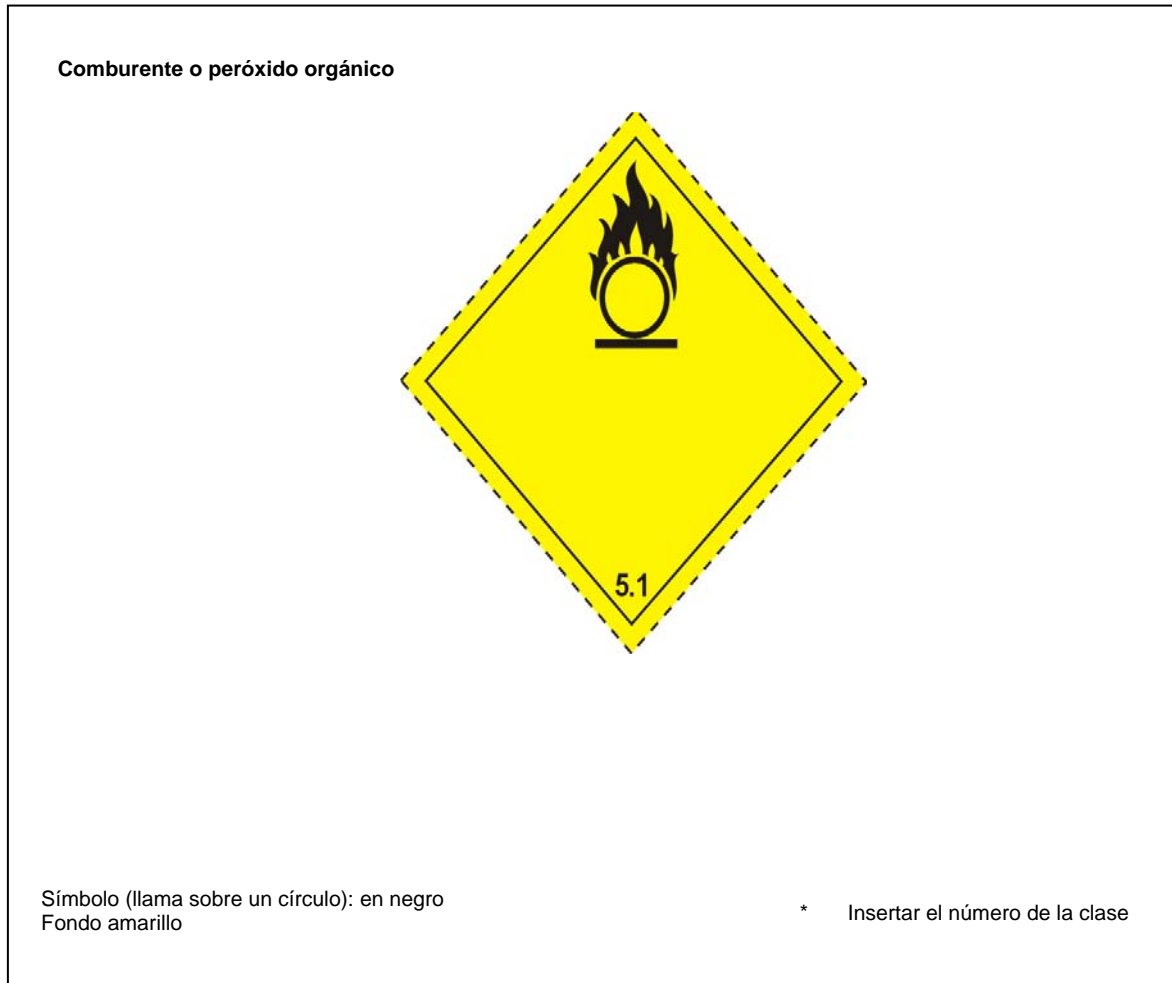 Comburente o peróxido orgánico
5.1
Símbolo (llama sobre un círculo): en negro
Fondo amarillo
* Insertar el número de la clase